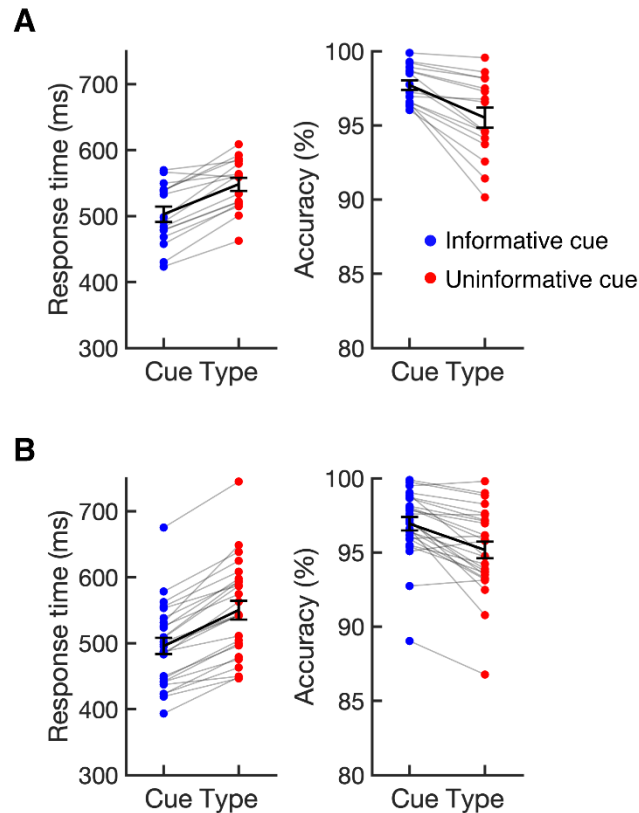 A
Response time (ms)
700
600
500
400
300
Cue Type
Accuracy (%)
100
95
90
85
80
Informative cue
Uninformative cue
Cue Type
B
Response time (ms)
700
600
500
400
300
Cue Type
Accuracy (%)
100
95
90
85
80
Cue Type